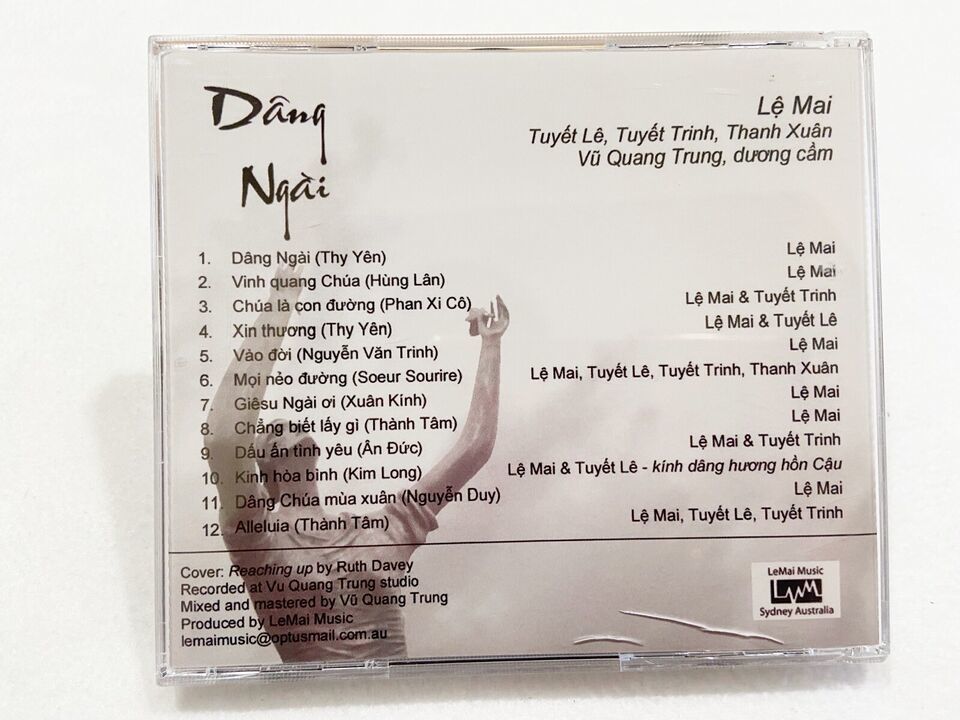 Dâng
Ngài
Lệ Mai
Tuyết Lê, Tuyết Trinh, Thanh Xuân
Vũ Quang Trung, dương cầm
1. Dâng Ngài (Thy Yên) Lệ Mai
2. Vinh quang Chúa (Hùng Lân) Lệ Mai
3. Chúa là con đường (Phan Xi Cô) Lệ Mai & Tuyết Trinh
4. Xin thương (Thy Yên) Lệ Mai & Tuyết Lê
5. Vào đời (Nguyễn Văn Trinh) Lệ Mai
6. Mọi nẻo đường (Soeur Sourire) Lệ Mai, Tuyết Lê, Tuyết Trinh, Thanh Xuân
7. Giêsu Ngài ơi (Xuân Kính) Lệ Mai
8. Chẳng biết lấy gì (Thành Tâm) Lệ Mai
9. Dấu ấn tình yêu (Ân Đức) Lệ Mai & Tuyết Trinh
10. Kinh hòa bình (Kim Long) Lệ Mai & Tuyết Lê - kính dâng hương hồn Cậu
11. Dâng Chúa mùa xuân (Nguyễn Duy) Lệ Mai
12. Alleluia (Thành Tâm) Lệ Mai, Tuyết Lê, Tuyết Trinh
Cover: Reaching up by Ruth Davey
Recorded at Vu Quang Trung studio
Mixed and mastered by Vũ Quang Trung
Produced by LeMai Music
lemaimusic@optusmail.com.au
LeMai Music
LMM
Sydney Australia